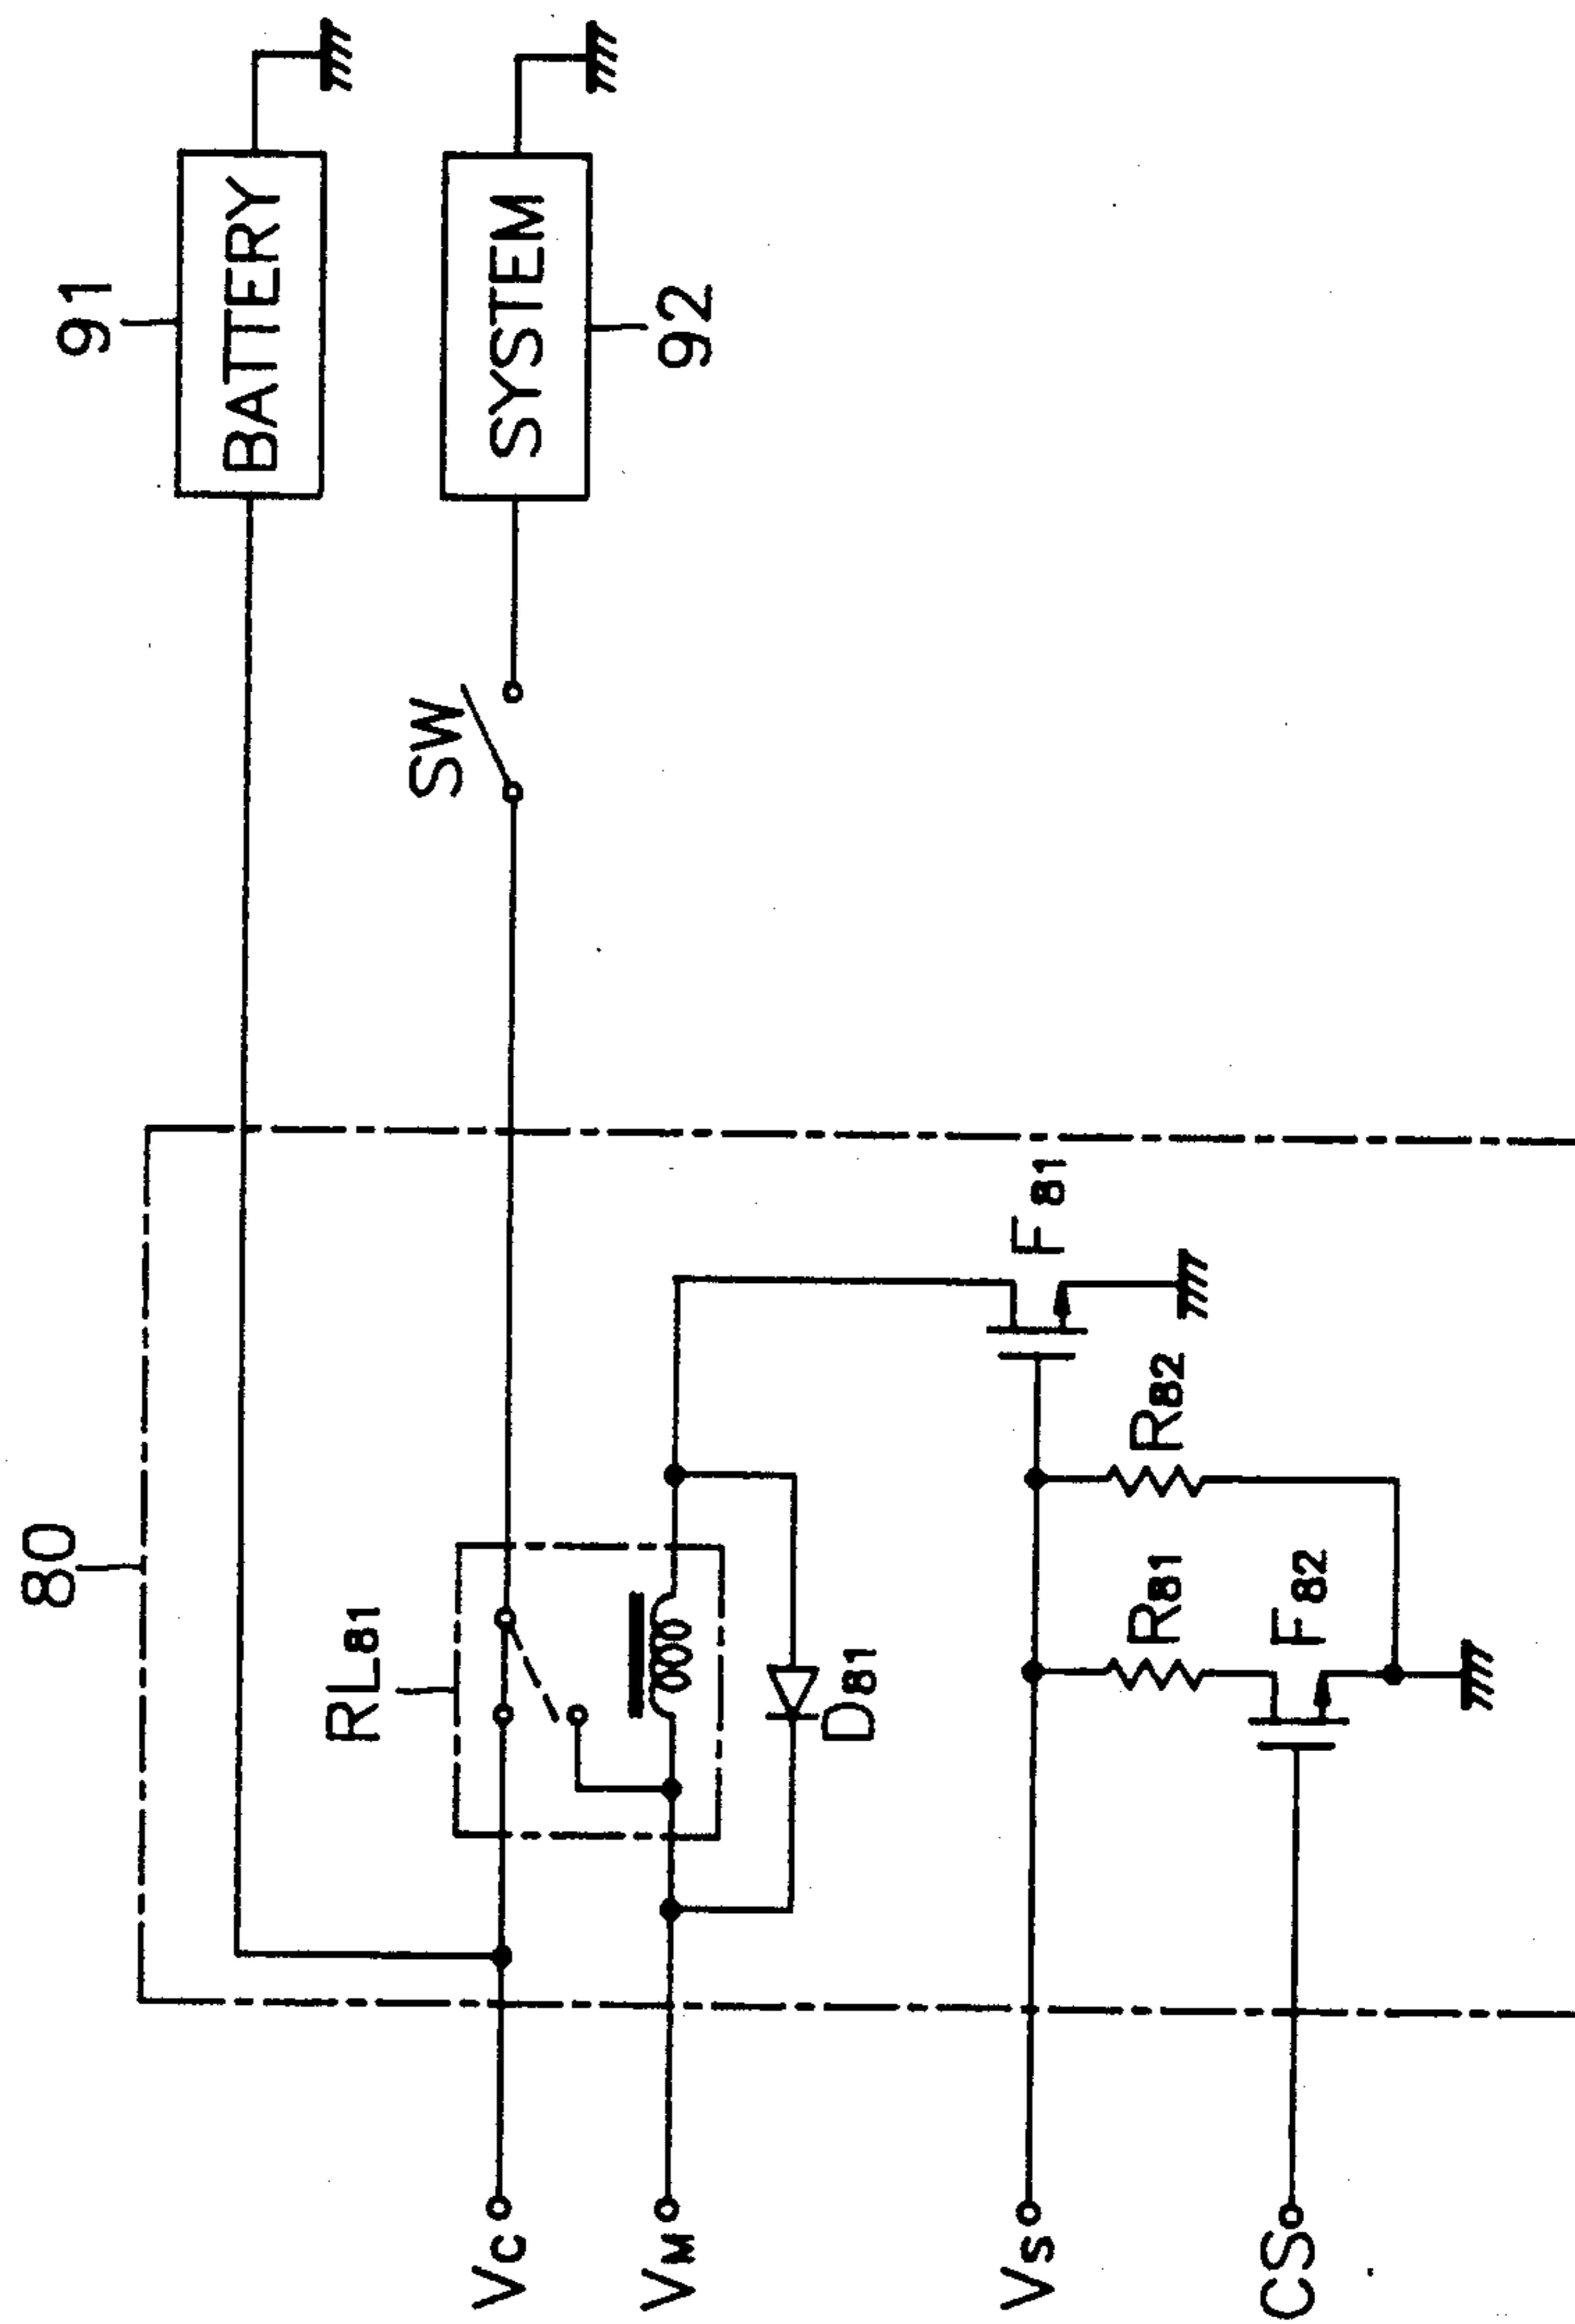 91
BATTERY
SYSTEM
92
SW
80
RL81
D81
F81
R82
R81
F82
VC
VM
VS
CS